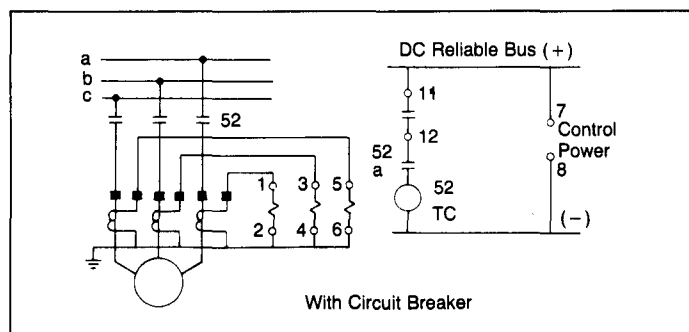 DC Reliable Bus (+)
a
b
c
52
11
12
52
a
52
TC
7
Control
Power
8
(−)
1
3
5
2
4
6
With Circuit Breaker